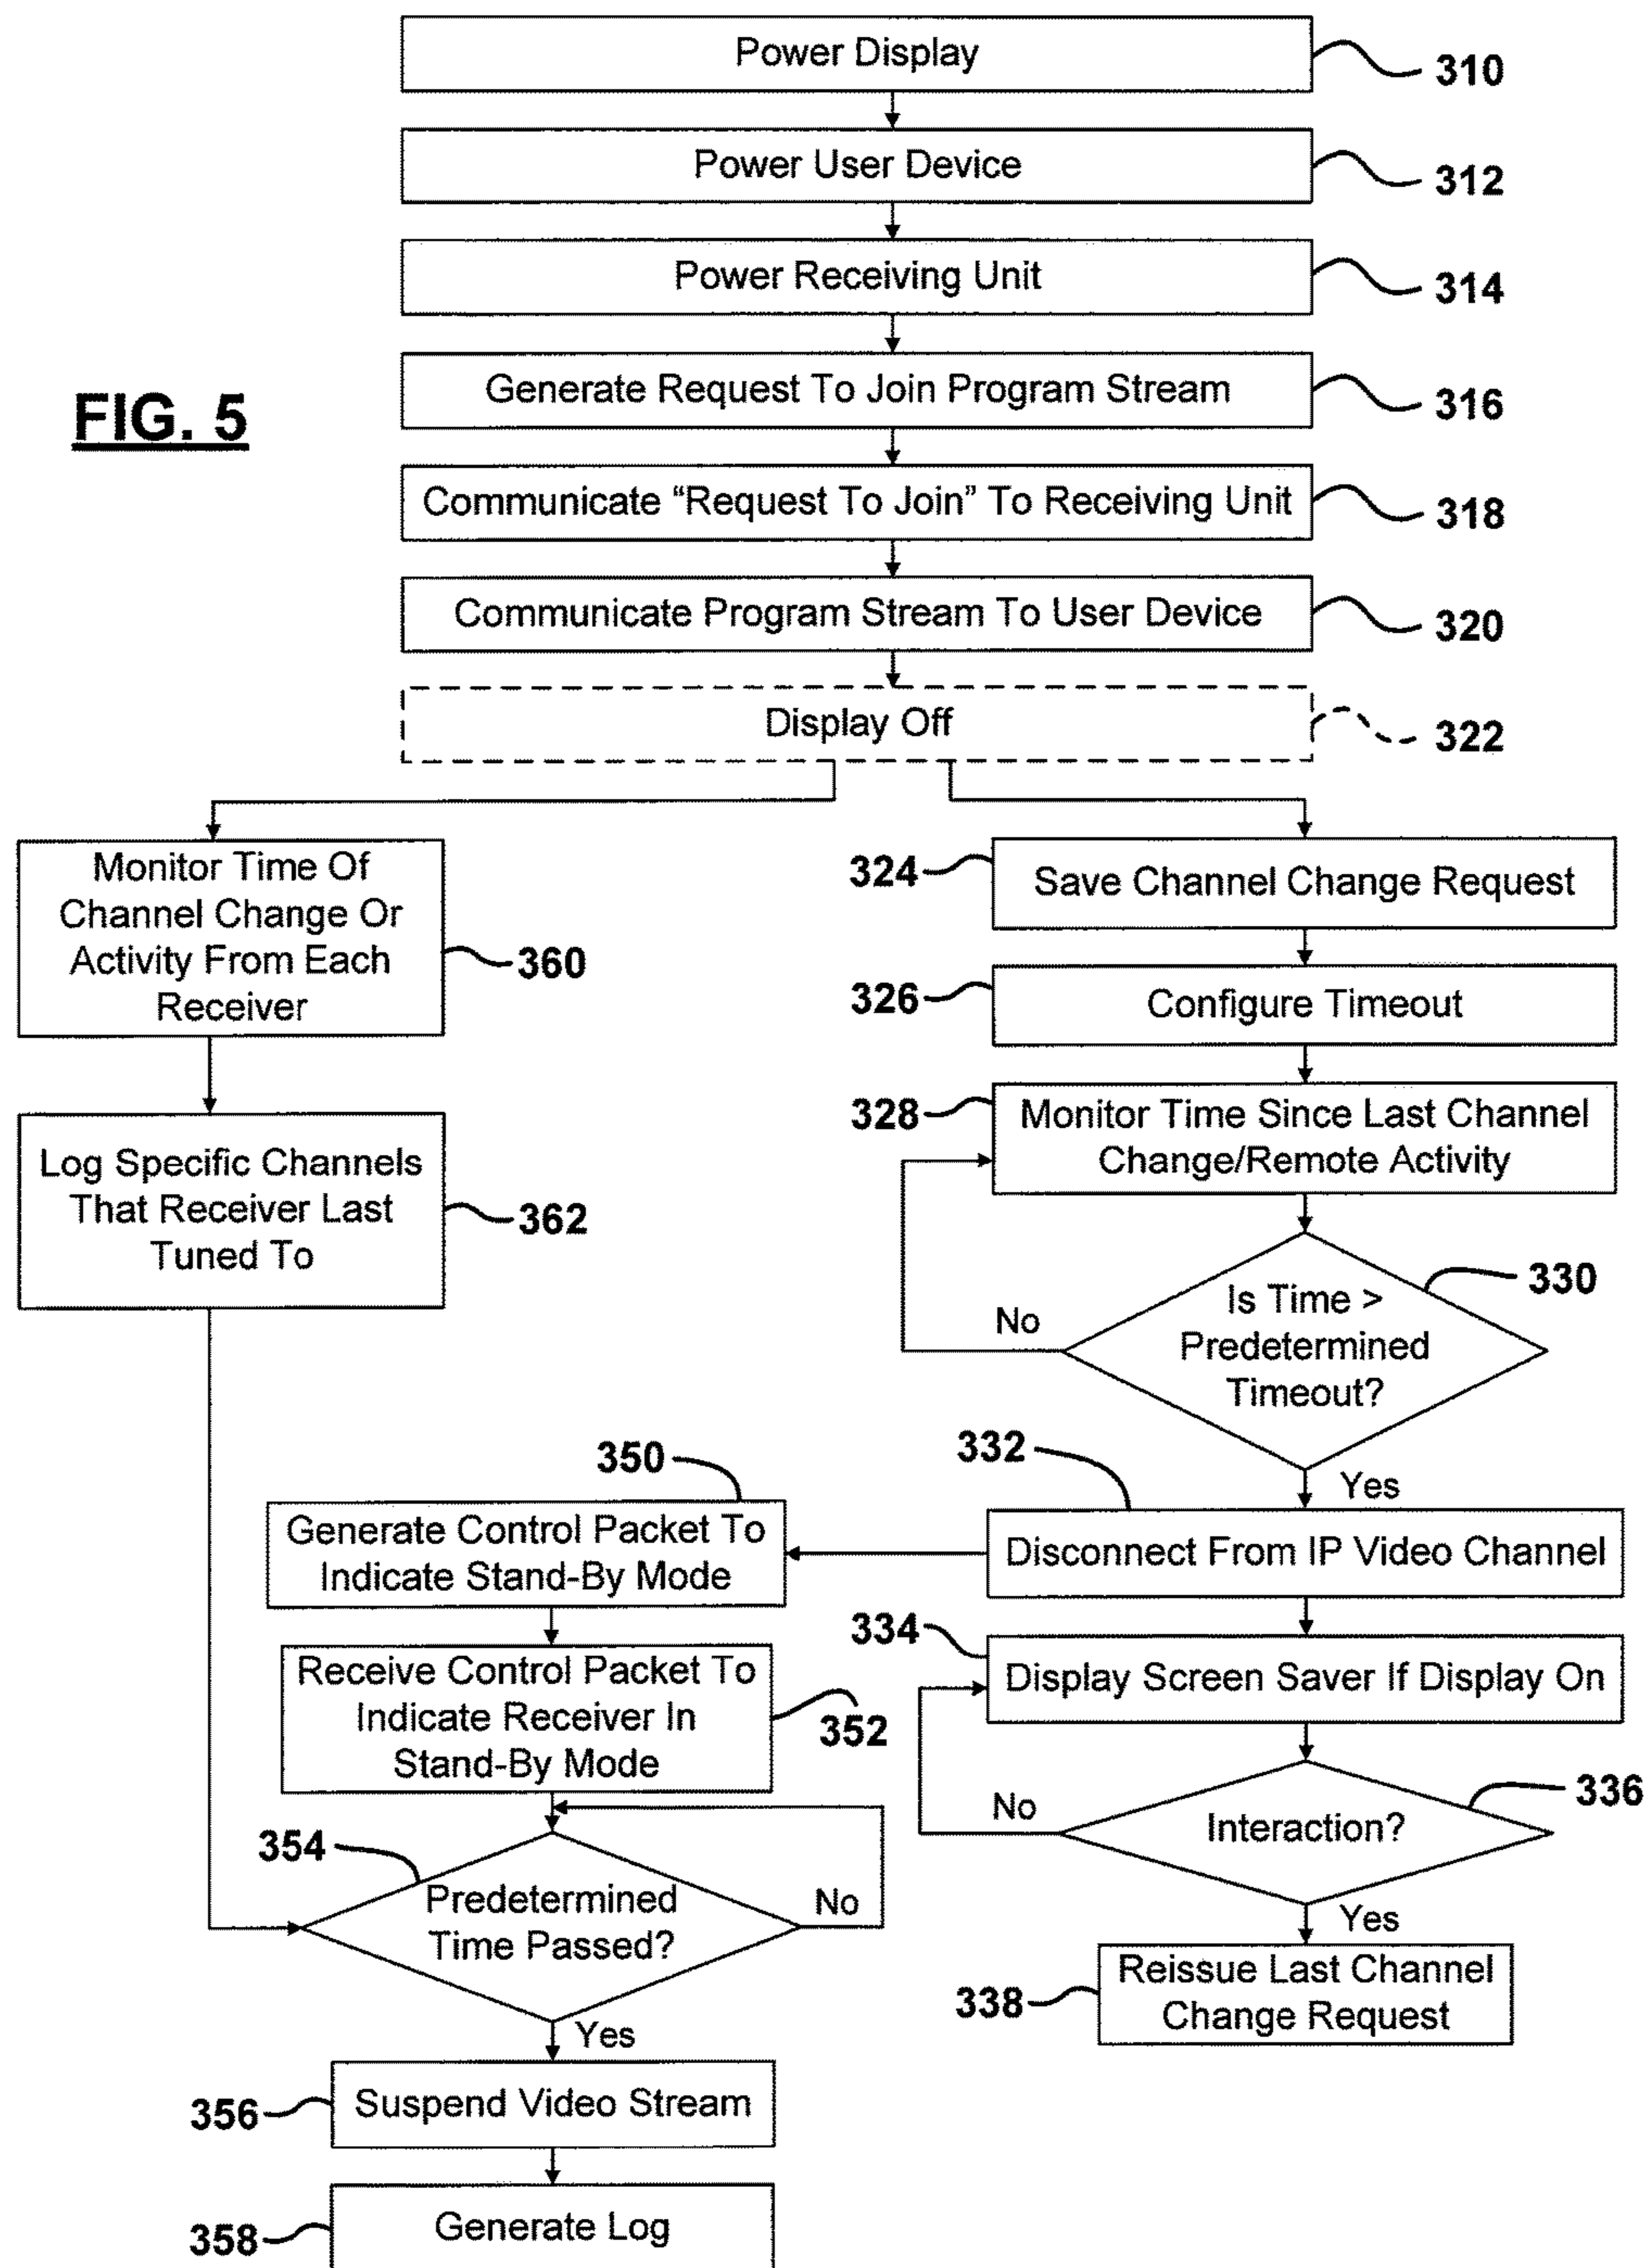 Power Display
310
Power User Device
312
Power Receiving Unit
314
FIG. 5
Generate Request To Join Program Stream
316
Communicate “Request To Join” To Receiving Unit
318
Communicate Program Stream To User Device
320
Display Off
322
Monitor Time Of
Channel Change Or
Activity From Each
Receiver
360
Log Specific Channels
That Receiver Last
Tuned To
362
324
Save Channel Change Request
326
Configure Timeout
328
Monitor Time Since Last Channel
Change/Remote Activity
330
Is Time >
Predetermined
Timeout?
No
Yes
332
Disconnect From IP Video Channel
334
Display Screen Saver If Display On
336
Interaction?
No
Yes
338
Reissue Last Channel
Change Request
350
Generate Control Packet To
Indicate Stand-By Mode
Receive Control Packet To
Indicate Receiver In
Stand-By Mode
352
354
Predetermined
Time Passed?
No
Yes
356
Suspend Video Stream
358
Generate Log